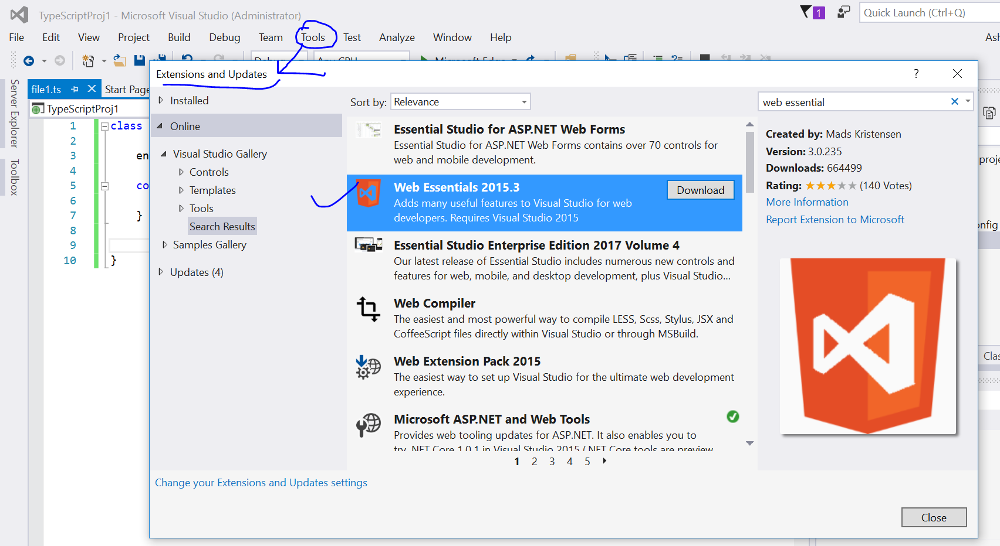 TypeScriptProj1 - Microsoft Visual Studio (Administrator)
1
Quick Launch (Ctrl+Q)
File Edit View Project Build Debug Team Tools Test Analyze Window Help
Server Explorer
Toolbox
file1.ts
Start Page
TypeScriptProj1
1 class
2
3 en
4
5 co
6
7 }
8
9
10 }
Extensions and Updates
?
Installed
Online
Visual Studio Gallery
Controls
Templates
Tools
Search Results
Samples Gallery
Updates (4)
Sort by: Relevance
Essential Studio for ASP.NET Web Forms
Essential Studio for ASP.NET Web Forms contains over 70 controls for
web and mobile development.
Web Essentials 2015.3
Download
Adds many useful features to Visual Studio for web
developers. Requires Visual Studio 2015
Essential Studio Enterprise Edition 2017 Volume 4
Our latest release of Essential Studio includes numerous new controls and
features for web, mobile, and desktop development, plus Visual Studio...
Web Compiler
The easiest and most powerful way to compile LESS, Scss, Stylus, JSX and
CoffeeScript files directly within Visual Studio or through MSBuild.
Web Extension Pack 2015
The easiest way to set up Visual Studio for the ultimate web development
experience.
Microsoft ASP.NET and Web Tools
Provides web tooling updates for ASP.NET. It also enables you to
try .NET Core 1.0.1 in Visual Studio 2015 (.NET Core tools are preview
1 2 3 4 5
web essential
Created by: Mads Kristensen
Version: 3.0.235
Downloads: 664499
Rating: (140 Votes)
More Information
Report Extension to Microsoft
Change your Extensions and Updates settings
Close